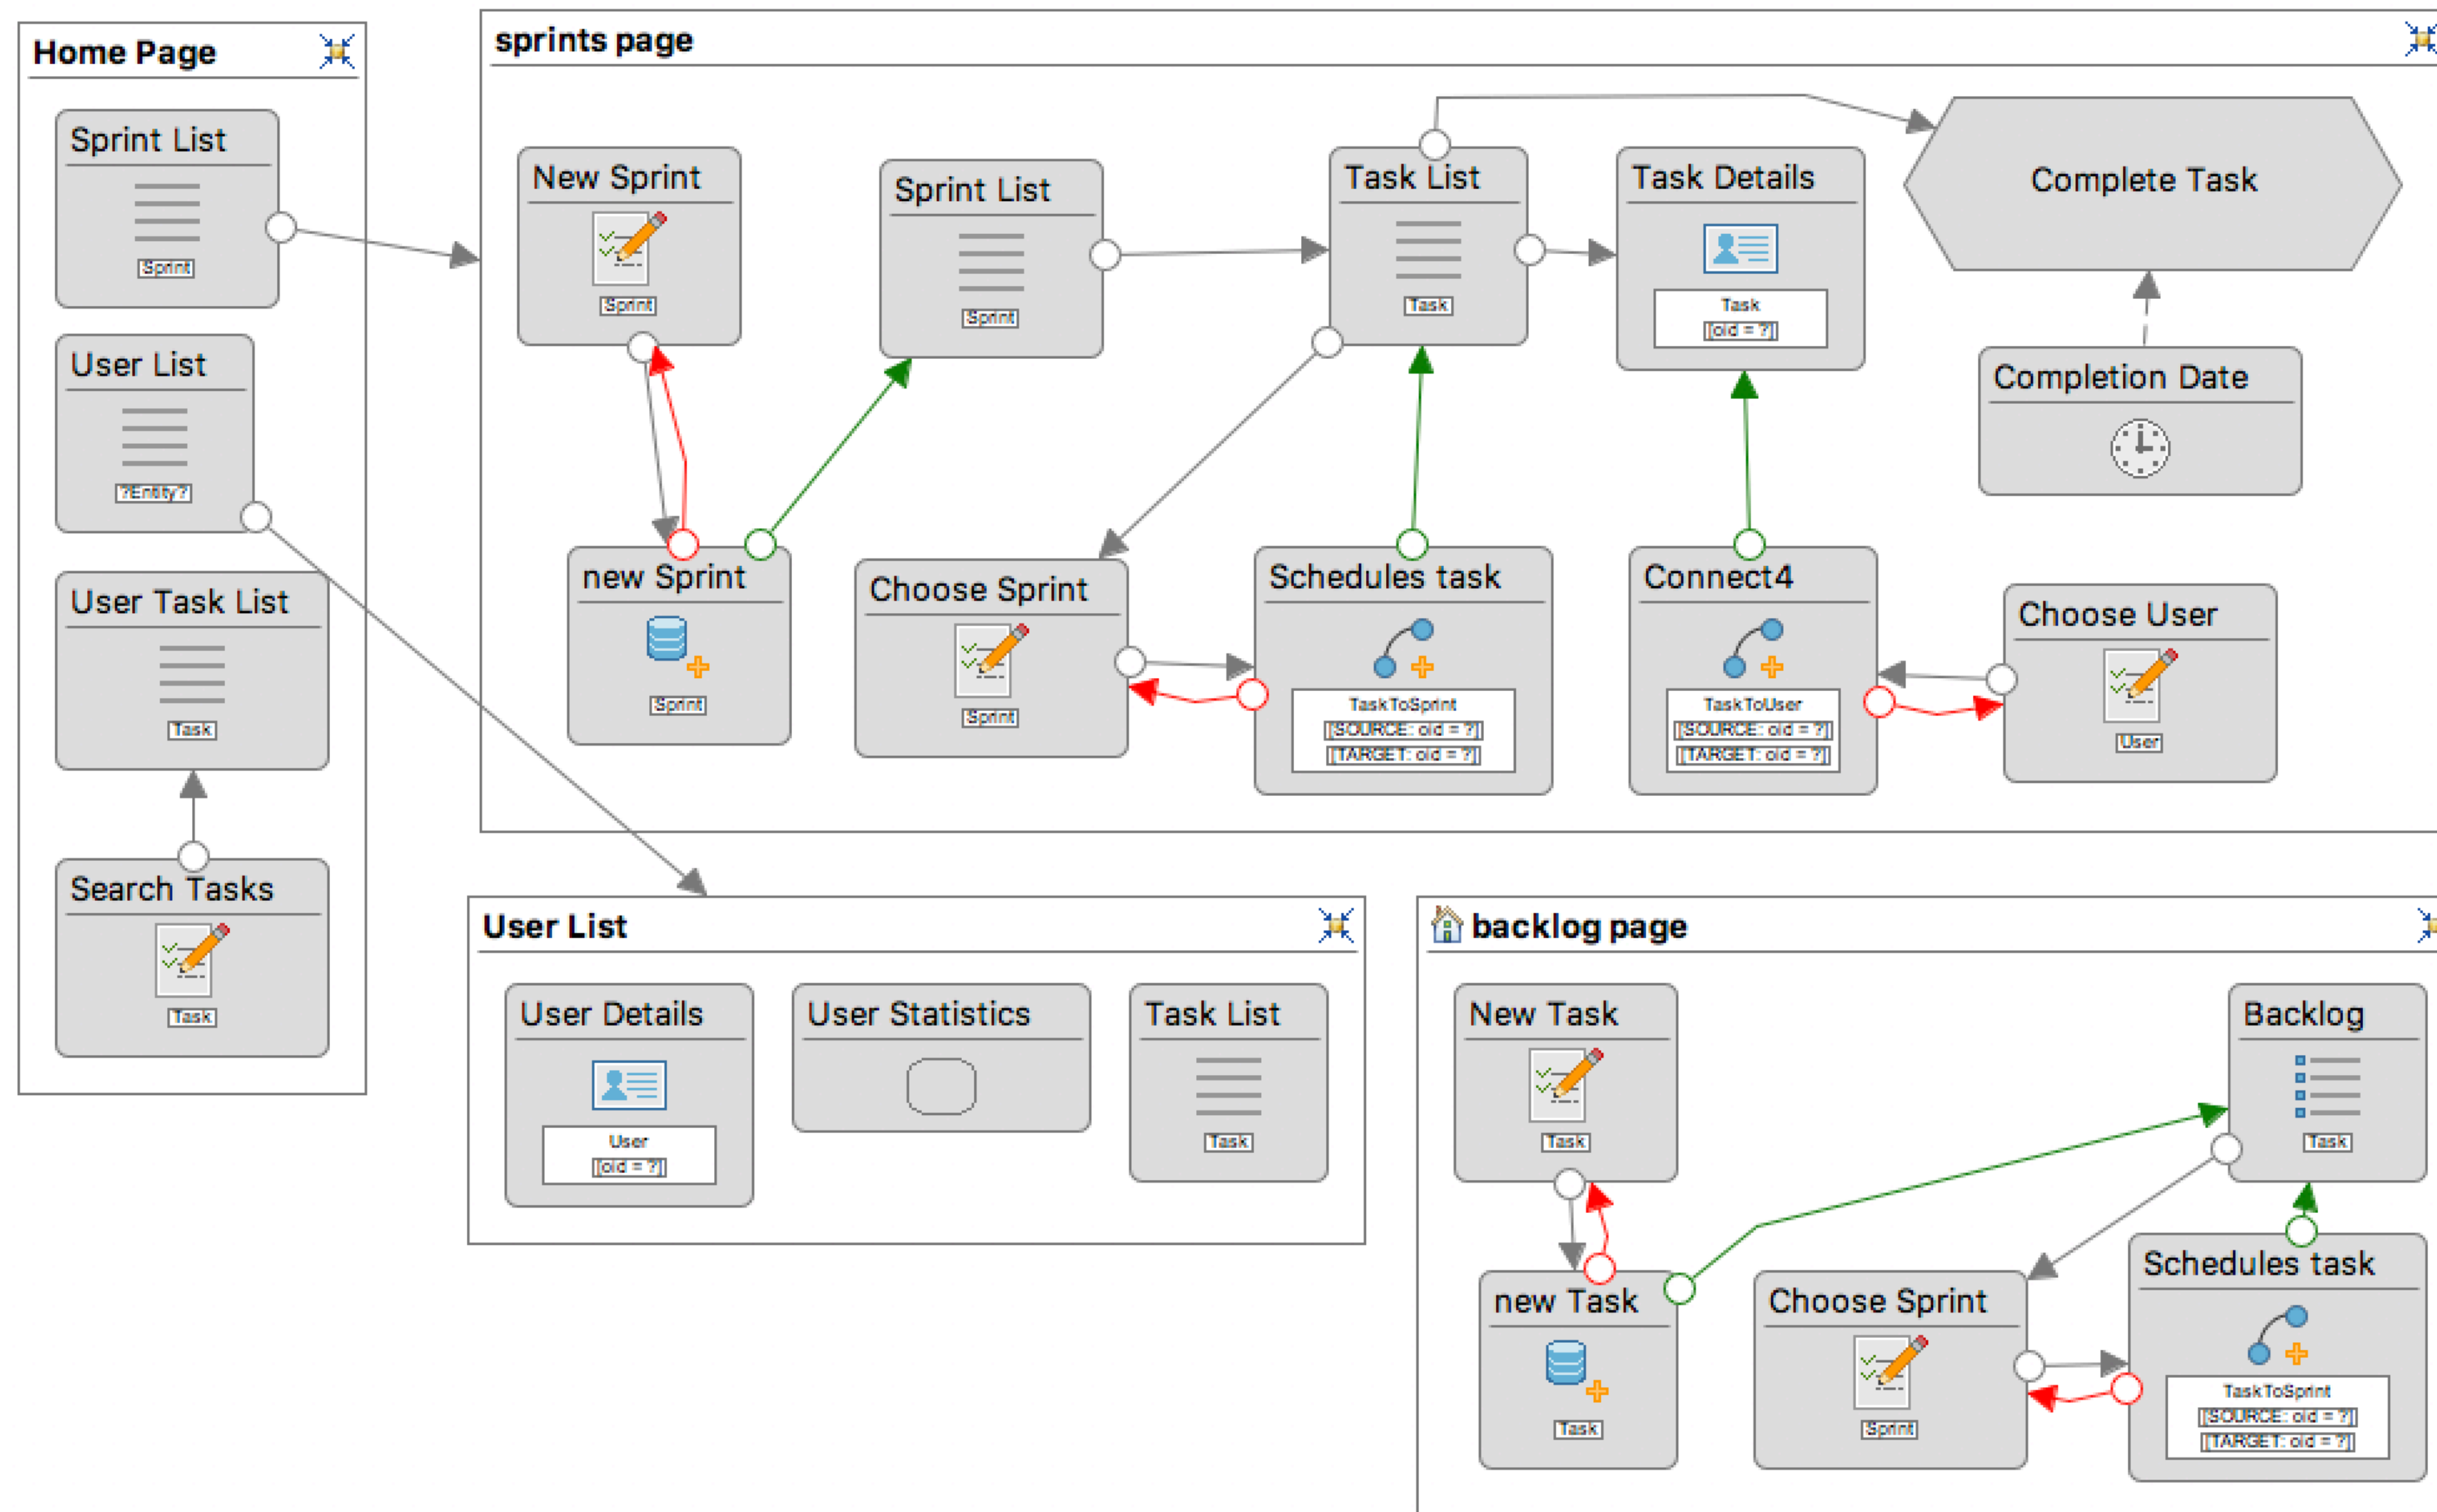 Home Page
Sprint List
Sprint
User List
?Entity?
User Task List
Task
Search Tasks
Task
sprints page
New Sprint
Sprint
Sprint List
Sprint
Task List
Task
Task Details
Task
[oid = ?]
Complete Task
Completion Date
new Sprint
Sprint
Choose Sprint
Sprint
Schedules task
TaskToSprint
[SOURCE: oid = ?]
[TARGET: oid = ?]
Connect4
TaskToUser
[SOURCE: oid = ?]
[TARGET: oid = ?]
Choose User
User
User List
User Details
User
[oid = ?]
User Statistics
Task List
Task
backlog page
New Task
Task
Backlog
Task
new Task
Task
Choose Sprint
Sprint
Schedules task
TaskToSprint
[SOURCE: oid = ?]
[TARGET: oid = ?]